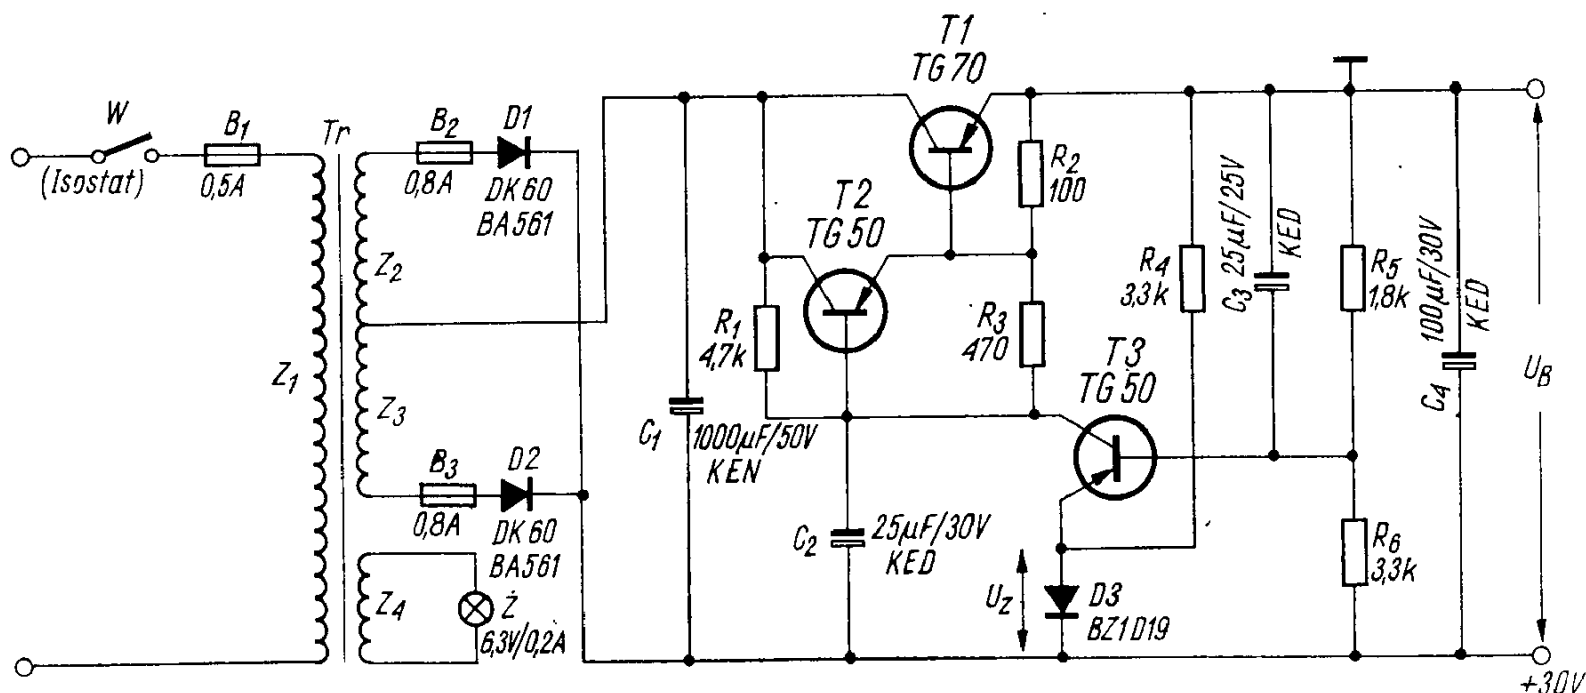 W
(Isostat)
B1
0,5A
Tr
Z1
Z2
Z3
Z4
B2
0,8A
D1
DK60
BA561
B3
0,8A
D2
DK60
BA561
Ż
6,3V/0,2A
C1
1000μF/50V
KEN
T1
TG70
T2
TG50
R1
4,7k
R2
100
R3
470
C2
25μF/30V
KED
T3
TG50
UZ
D3
BZ1D19
R4
3,3k
C3 25μF/25V
KED
R5
1,8k
R6
3,3k
C4 100μF/30V
KED
UB
+30V